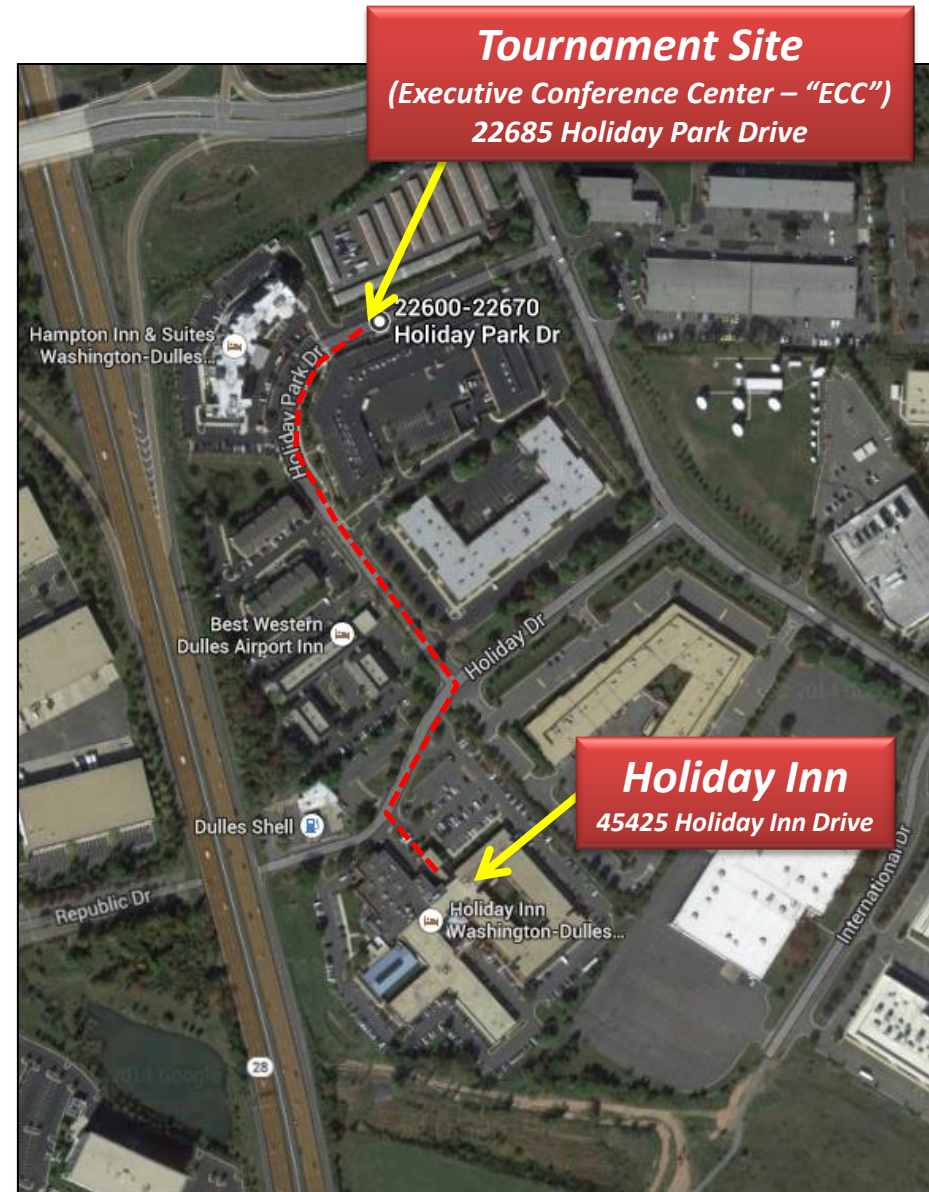 Tournament Site
(Executive Conference Center – “ECC”)
22685 Holiday Park Drive
22600-22670
Holiday Park Dr
Hampton Inn & Suites
Washington-Dulles...
Holiday Park Dr
Best Western
Dulles Airport Inn
Holiday Dr
Holiday Inn
45425 Holiday Inn Drive
Dulles Shell
International Dr
Republic Dr
Holiday Inn
Washington-Dulles...
28
2014 Google